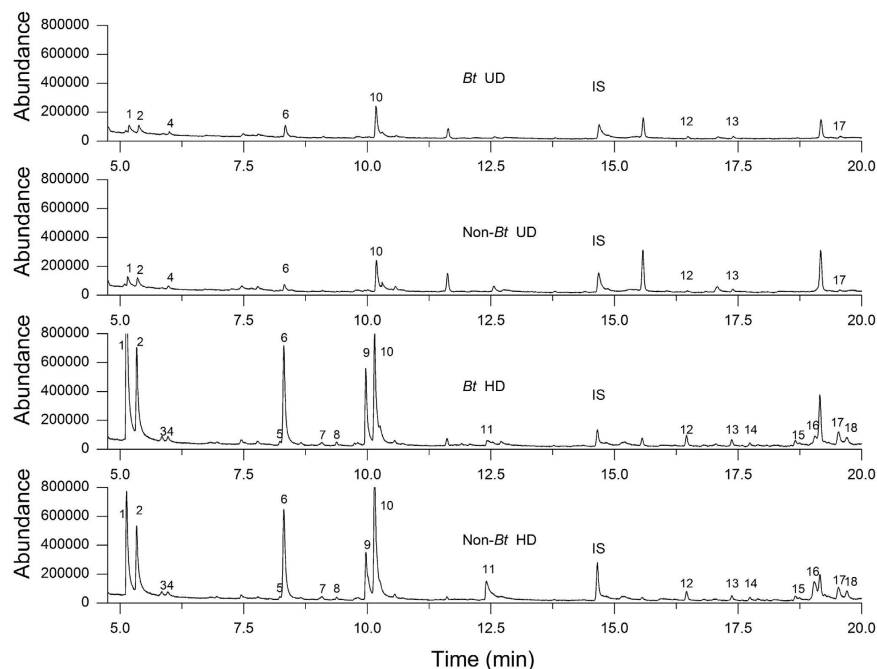 800000
600000
400000
200000
0
Abundance
Bt UD
IS
1 2 4 6 10 12 13 17
5.0 7.5 10.0 12.5 15.0 17.5 20.0
800000
600000
400000
200000
0
Abundance
Non-Bt UD
IS
1 2 4 6 10 12 13 17
5.0 7.5 10.0 12.5 15.0 17.5 20.0
800000
600000
400000
200000
0
Abundance
Bt HD
IS
1 2 34 5 6 7 8 9 10 11 12 13 14 15 16 17 18
5.0 7.5 10.0 12.5 15.0 17.5 20.0
800000
600000
400000
200000
0
Abundance
Non-Bt HD
IS
1 2 34 5 6 7 8 9 10 11 12 13 14 15 16 17 18
5.0 7.5 10.0 12.5 15.0 17.5 20.0
Time (min)